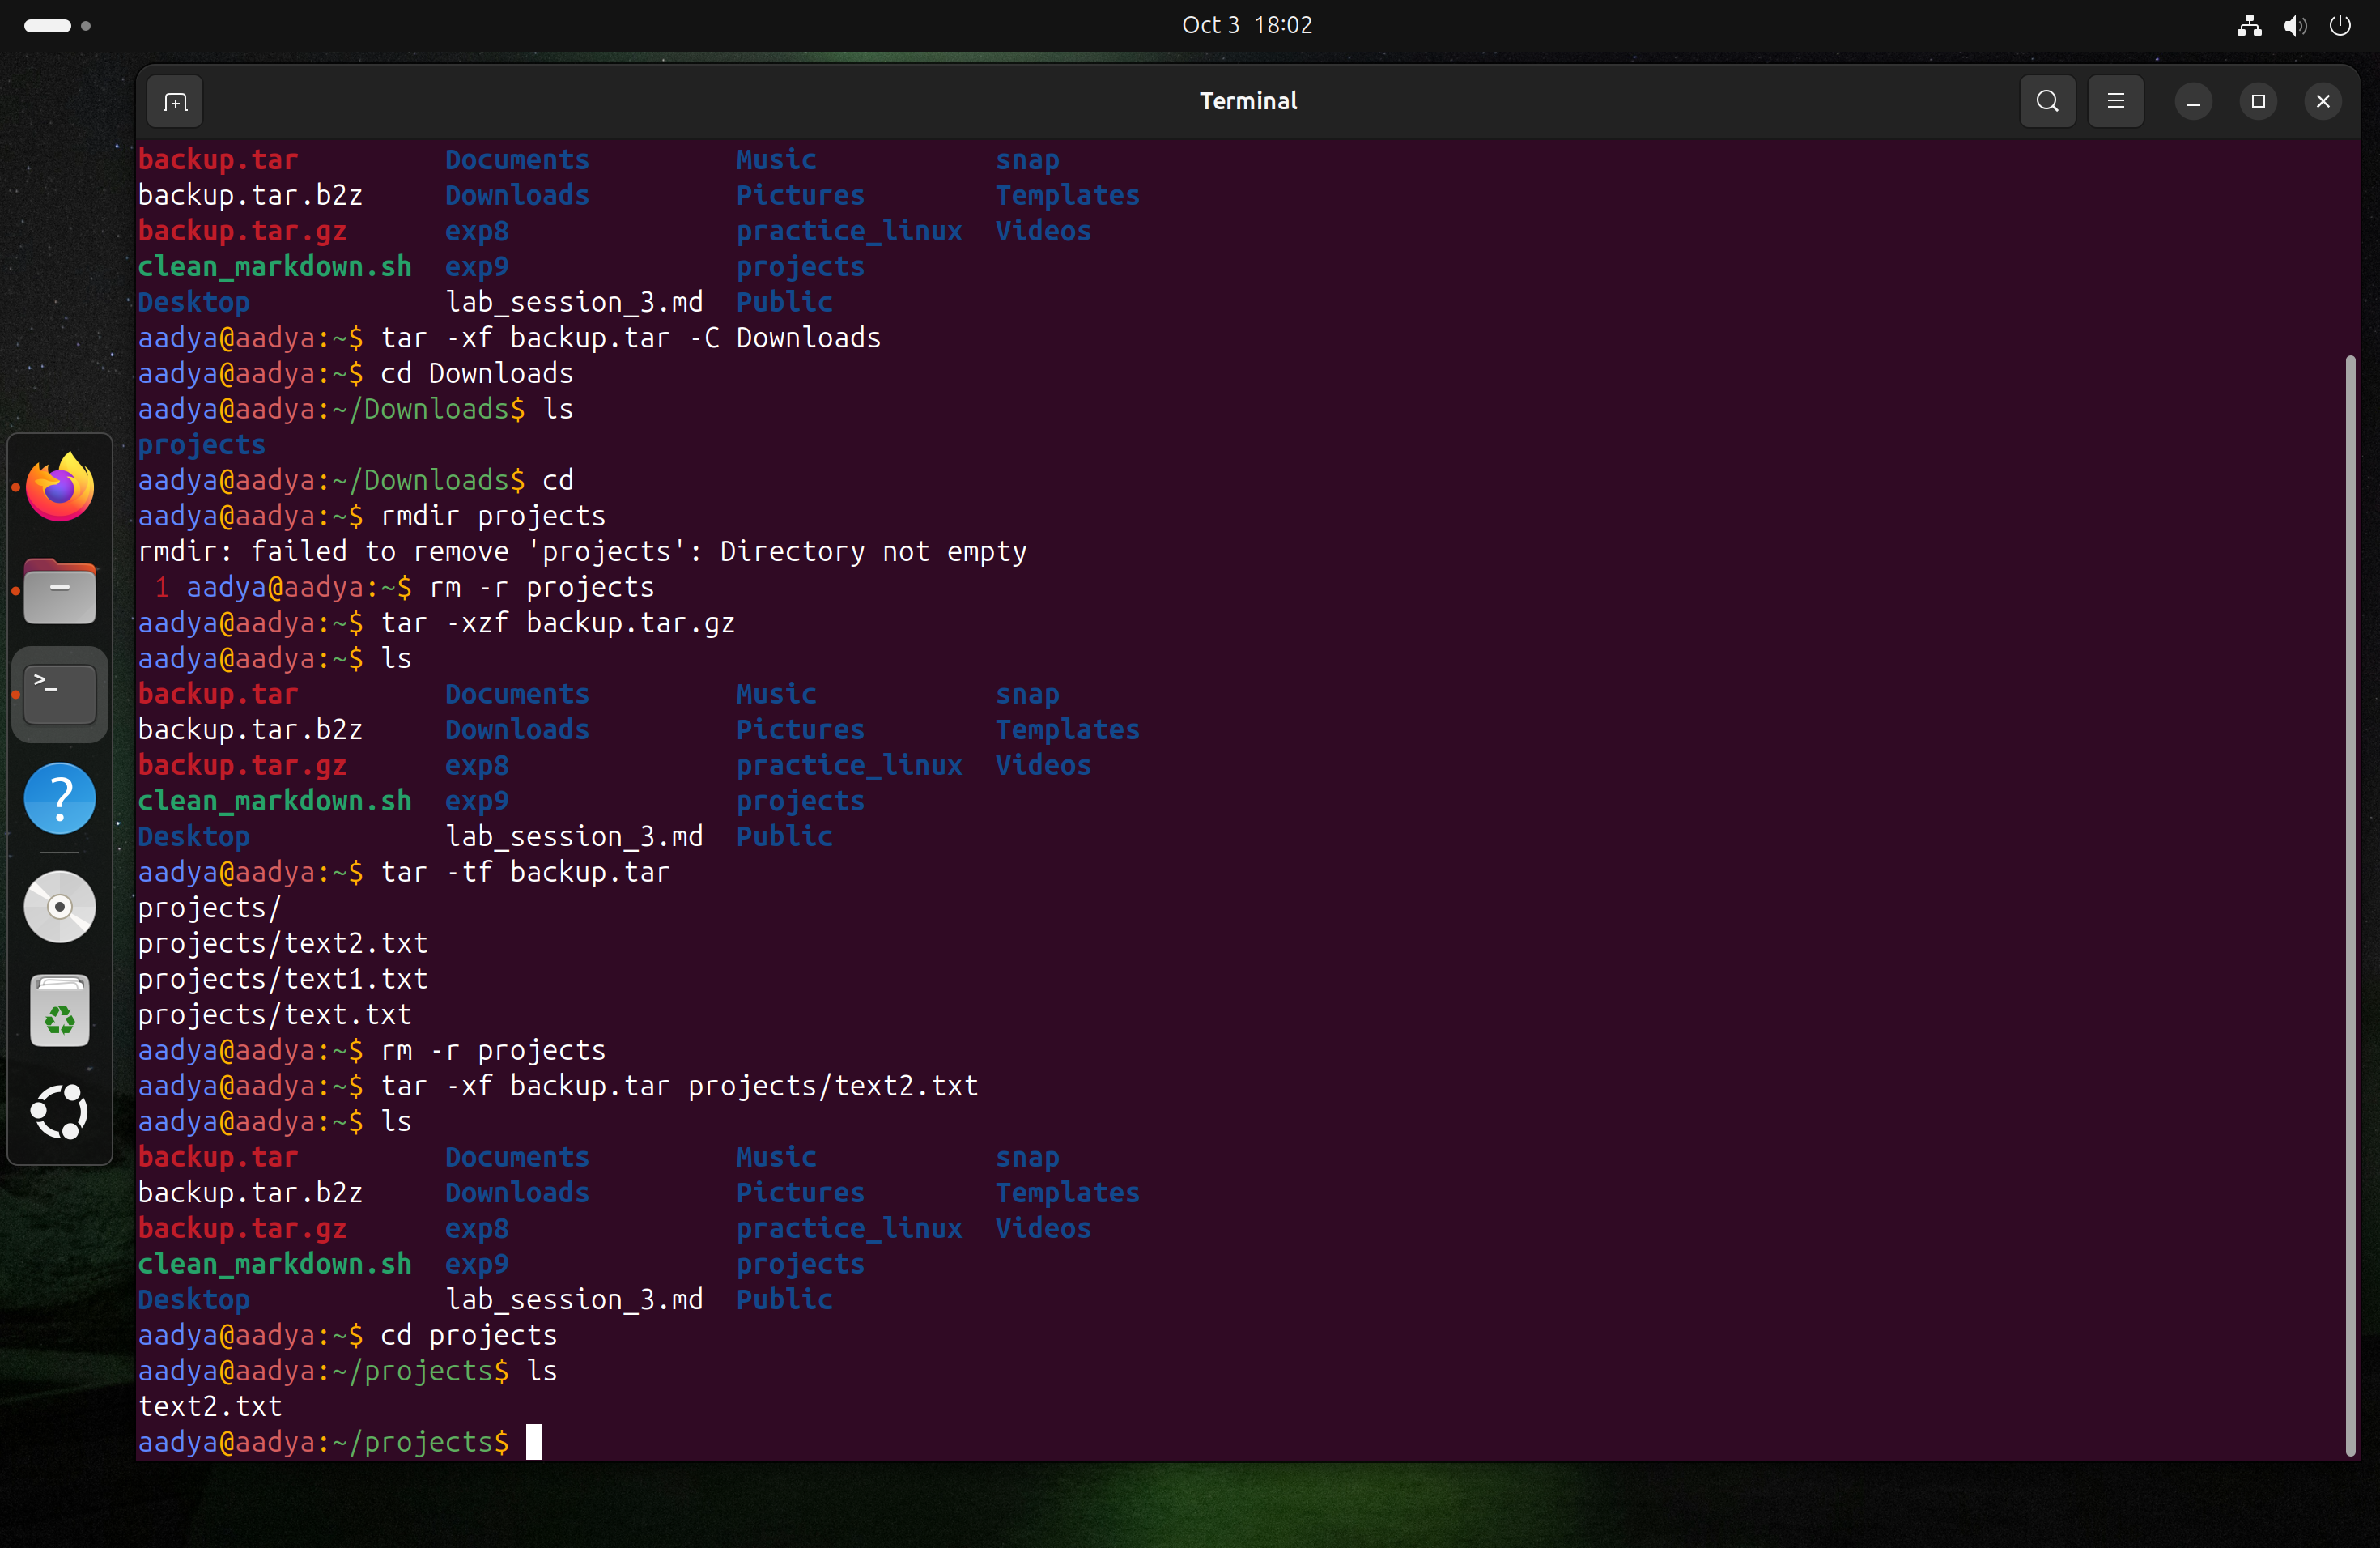 Oct 3 18:02
Terminal
backup.tar Documents Music snap
backup.tar.b2z Downloads Pictures Templates
backup.tar.gz exp8 practice_linux Videos
clean_markdown.sh exp9 projects
Desktop lab_session_3.md Public
aadya@aadya:~$ tar -xf backup.tar -C Downloads
aadya@aadya:~$ cd Downloads
aadya@aadya:~/Downloads$ ls
projects
aadya@aadya:~/Downloads$ cd
aadya@aadya:~$ rmdir projects
rmdir: failed to remove 'projects': Directory not empty
1 aadya@aadya:~$ rm -r projects
aadya@aadya:~$ tar -xzf backup.tar.gz
aadya@aadya:~$ ls
backup.tar Documents Music snap
backup.tar.b2z Downloads Pictures Templates
backup.tar.gz exp8 practice_linux Videos
clean_markdown.sh exp9 projects
Desktop lab_session_3.md Public
aadya@aadya:~$ tar -tf backup.tar
projects/
projects/text2.txt
projects/text1.txt
projects/text.txt
aadya@aadya:~$ rm -r projects
aadya@aadya:~$ tar -xf backup.tar projects/text2.txt
aadya@aadya:~$ ls
backup.tar Documents Music snap
backup.tar.b2z Downloads Pictures Templates
backup.tar.gz exp8 practice_linux Videos
clean_markdown.sh exp9 projects
Desktop lab_session_3.md Public
aadya@aadya:~$ cd projects
aadya@aadya:~/projects$ ls
text2.txt
aadya@aadya:~/projects$